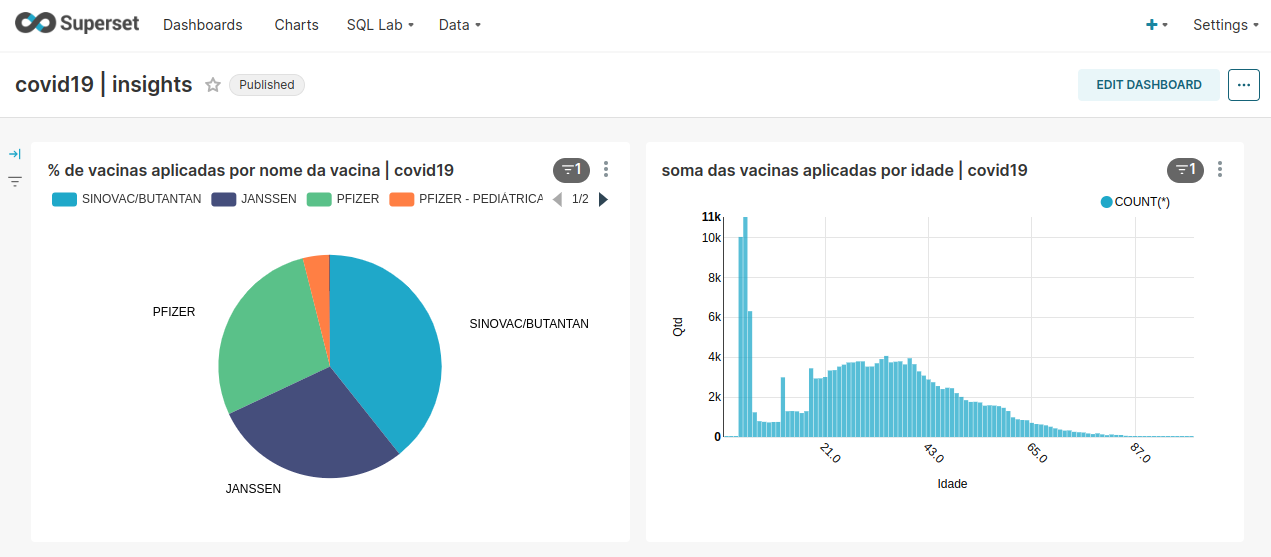 Superset Dashboards Charts SQL Lab Data Settings
covid19 | insights Published EDIT DASHBOARD
% de vacinas aplicadas por nome da vacina | covid19 1
SINOVAC/BUTANTAN JANSSEN PFIZER PFIZER - PEDIÁTRICA 1/2
PFIZER
SINOVAC/BUTANTAN
JANSSEN
soma das vacinas aplicadas por idade | covid19 1
COUNT(*)
11k
10k
8k
6k
4k
2k
0
Qtd
21.0 43.0 65.0 87.0
Idade